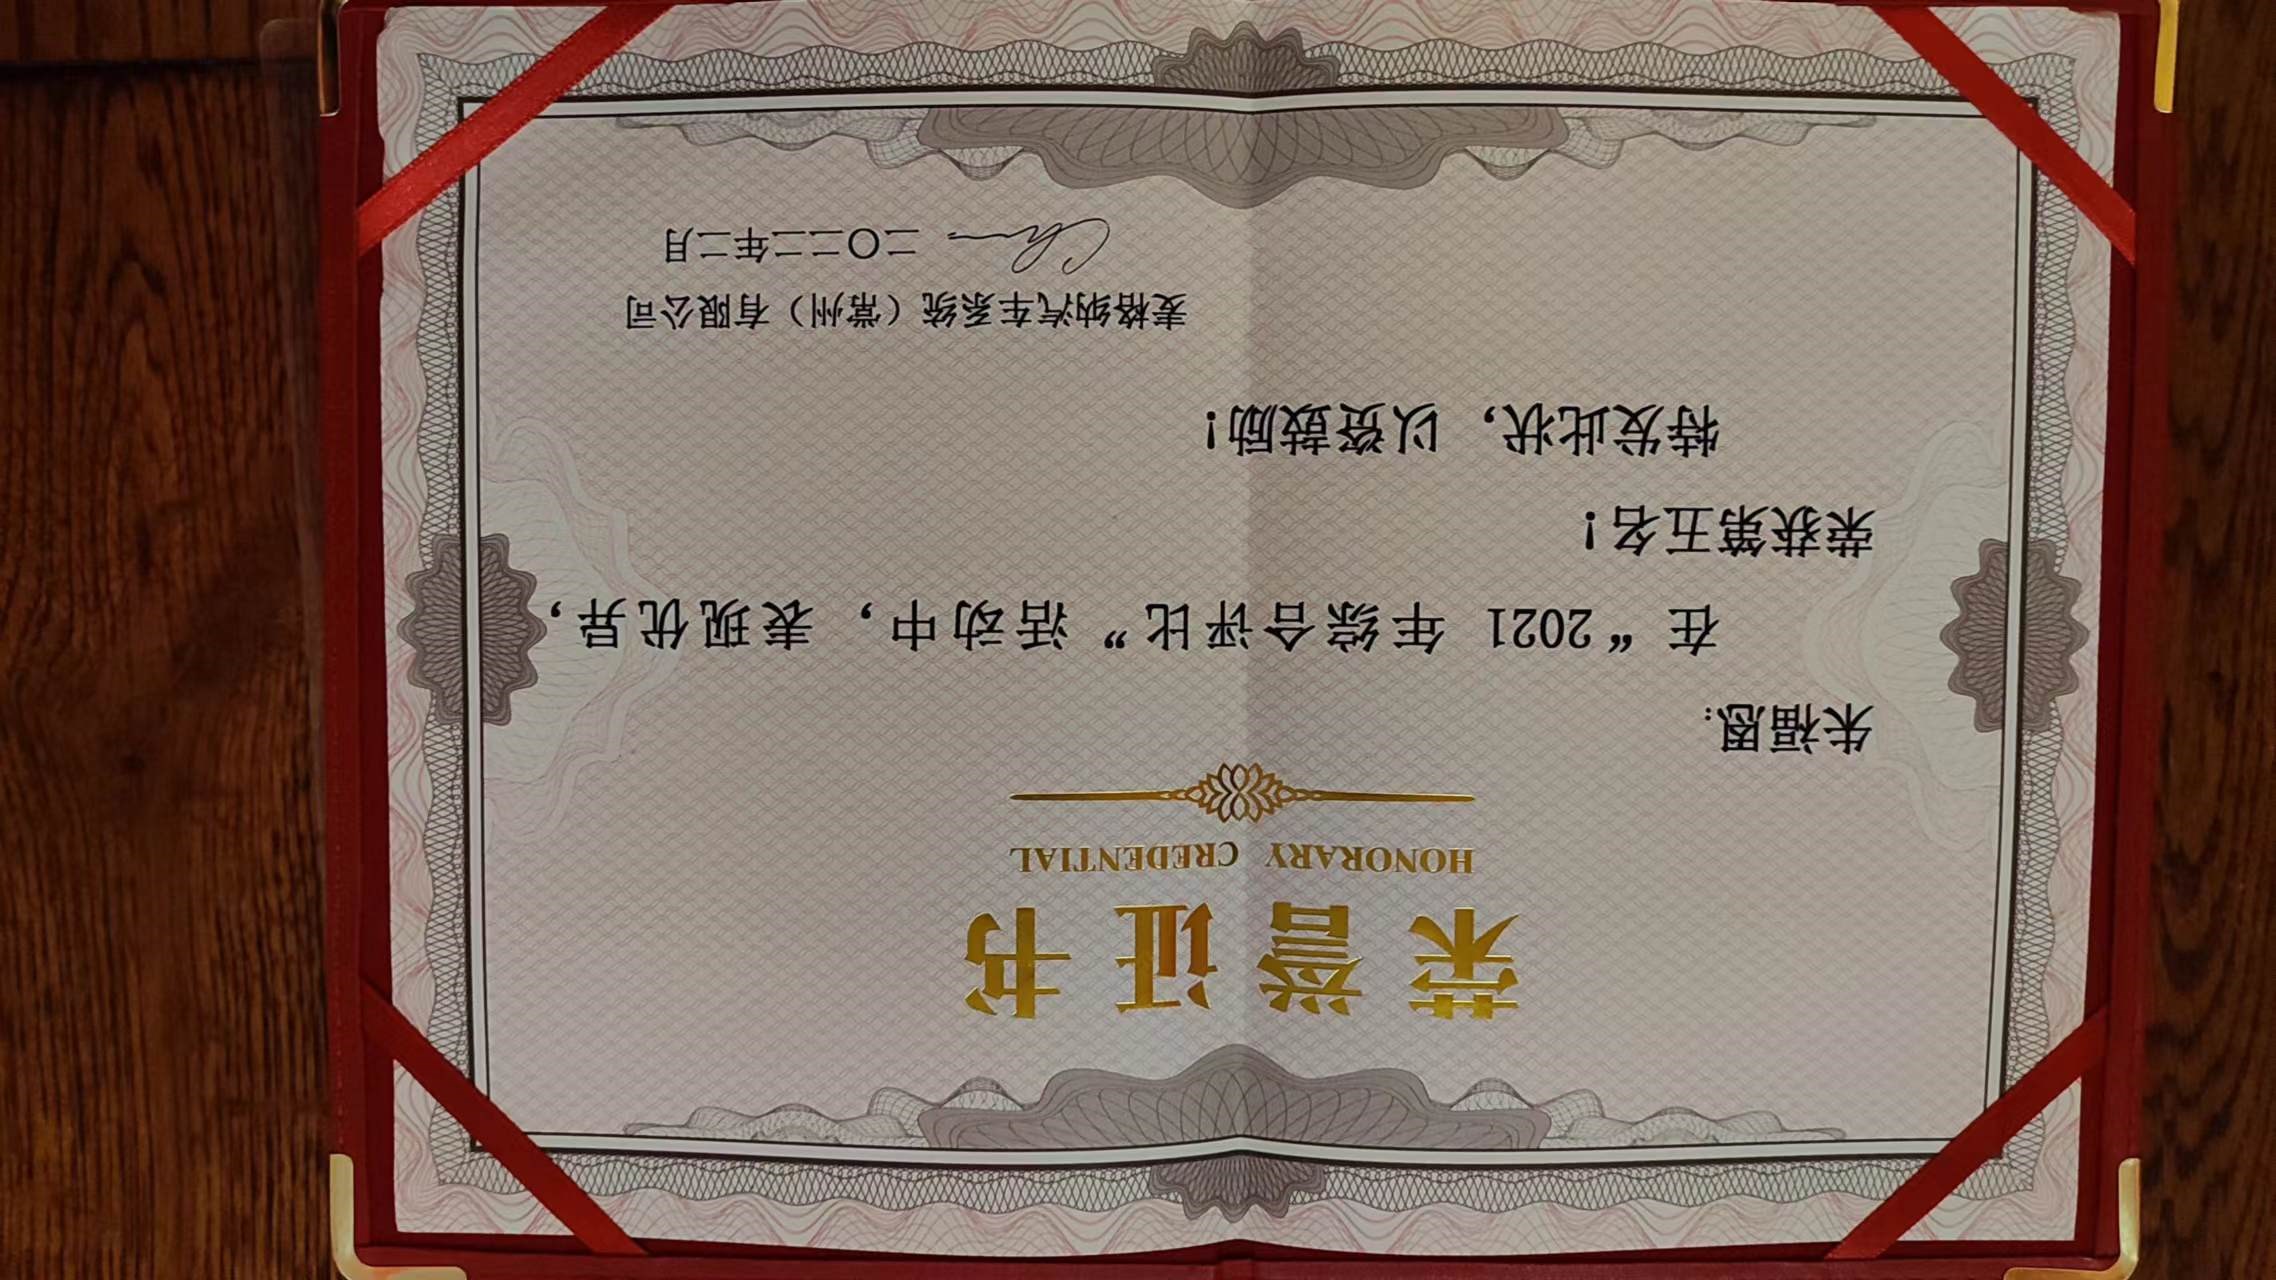 荣誉证书
HONORARY CREDENTIAL
朱福恩:
在“2021 年综合评比”活动中，表现优异，
荣获第五名！
特发此状，以资鼓励！
麦格纳汽车系统（常州）有限公司
二〇二二年二月